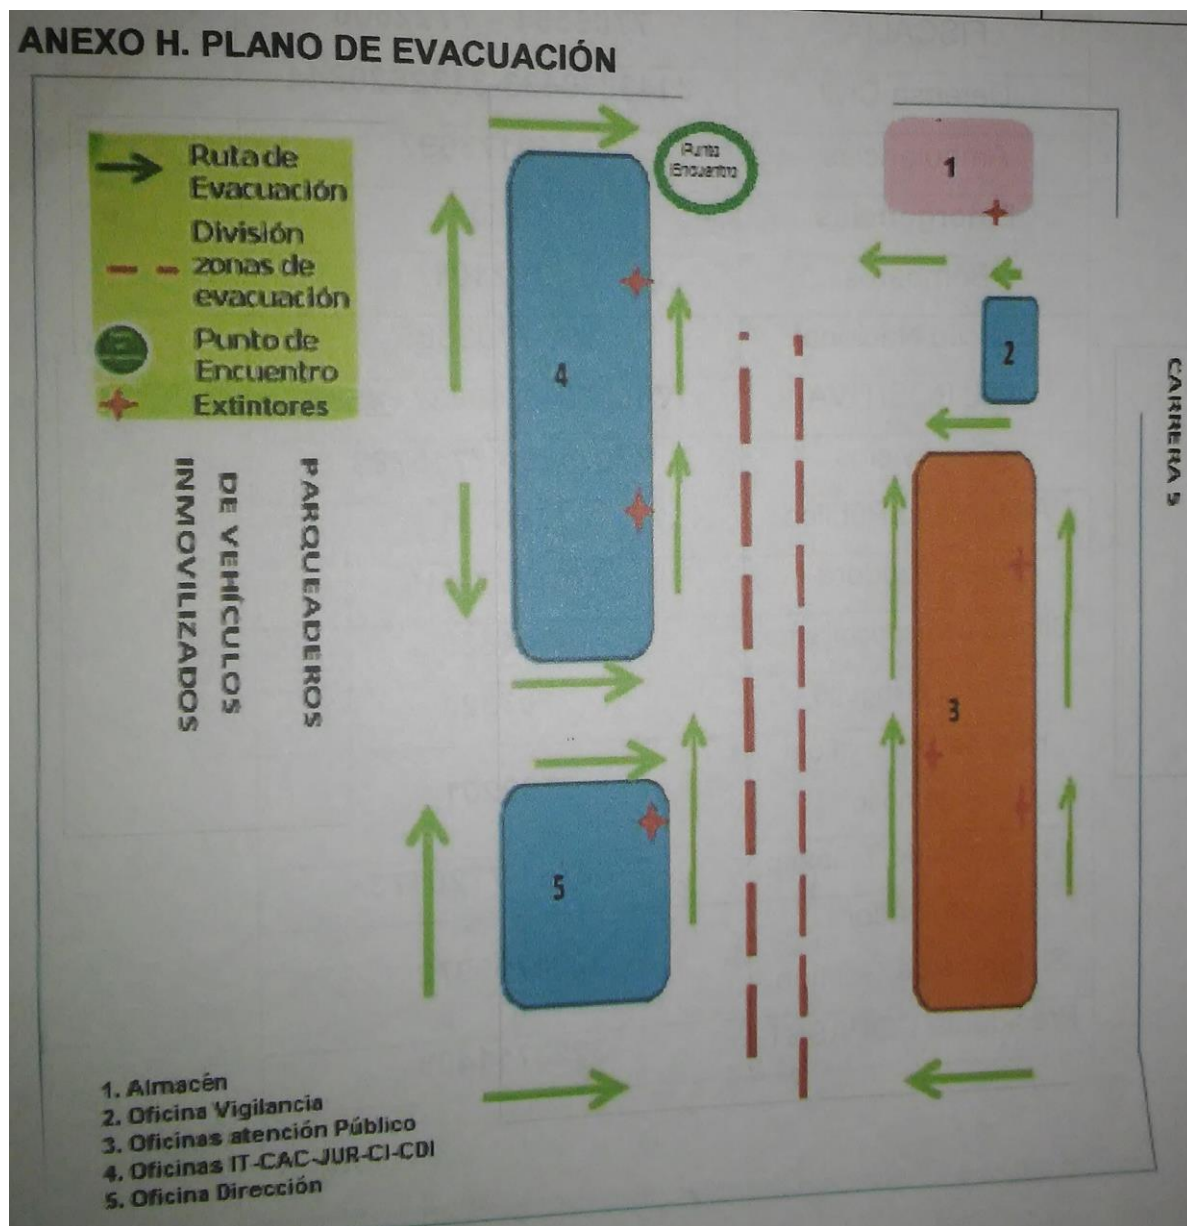 ANEXO H. PLANO DE EVACUACIÓN
Ruta de
Evacuación
División
zonas de
evacuación
Punto de
Encuentro
Extintores
Punto
Encuentro
1
2
3
4
5
CARRERA 5
PARQUEADEROS
DE VEHÍCULOS
INMOVILIZADOS
1. Almacén
2. Oficina Vigilancia
3. Oficinas atención Público
4. Oficinas IT-CAC-JUR-CI-CDI
5. Oficina Dirección